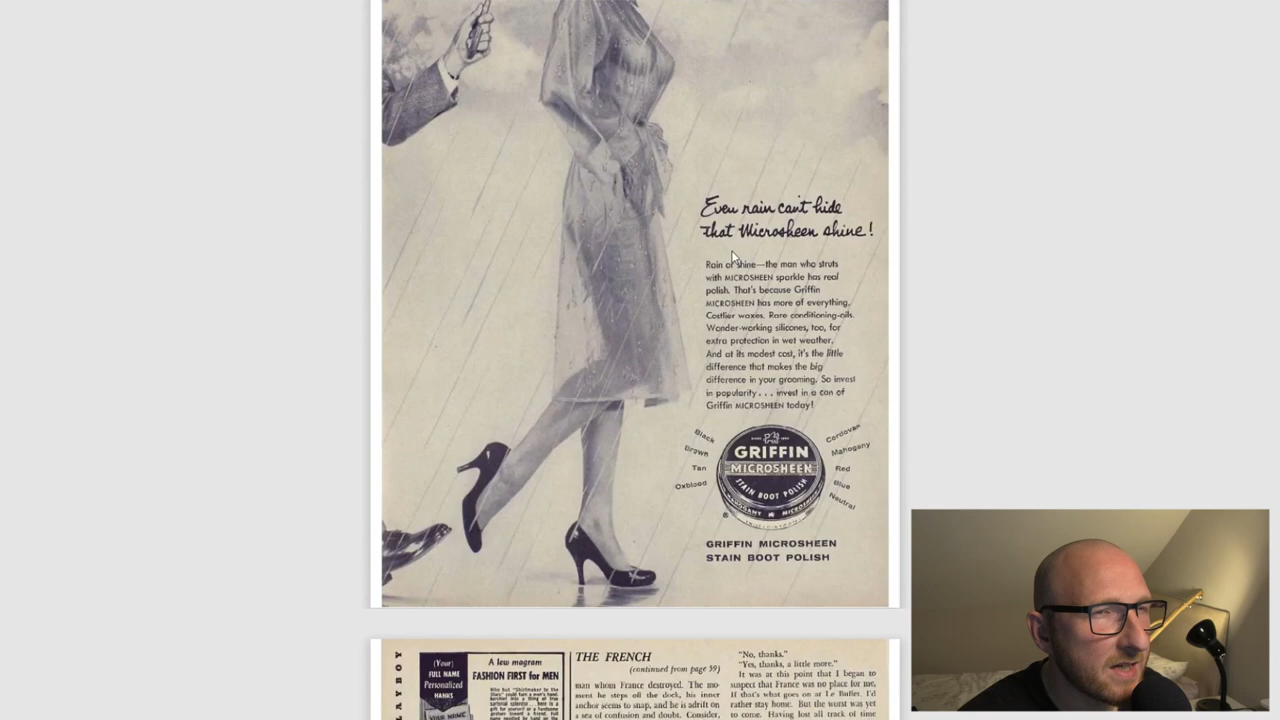 Even rain can't hide
that Microsheen shine!
Rain or shine—the man who struts
with MICROSHEEN sparkle has real
polish. That's because Griffin
MICROSHEEN has more of everything.
Costlier waxes. Rare conditioning-oils.
Wonder-working silicones, too, for
extra protection in wet weather.
And at its modest cost, it's the little
difference that makes the big
difference in your grooming. So invest
in popularity . . . invest in a can of
Griffin MICROSHEEN today!
Black
Brown
Tan
Oxblood
GRIFFIN
MICROSHEEN
STAIN BOOT POLISH
Cordovan
Mahogany
Red
Blue
Neutral
®
GRIFFIN MICROSHEEN
STAIN BOOT POLISH
LAYBOY
(Your)
FULL NAME
Personalized
HANKS
YOUR NAME
A lew magram
FASHION FIRST for MEN
THE FRENCH
(continued from page 39)
man whom France destroyed. The mo-
ment he steps off the dock, his inner
anchor seems to snap, and he is adrift on
a sea of confusion and doubt. Consider,
"No, thanks."
"Yes, thanks, a little more."
It was at this point that I began to
suspect that France was no place for me.
If that's what goes on at Le Buffet, I'd
rather stay home. But the worst was yet
to come. Having lost all track of time